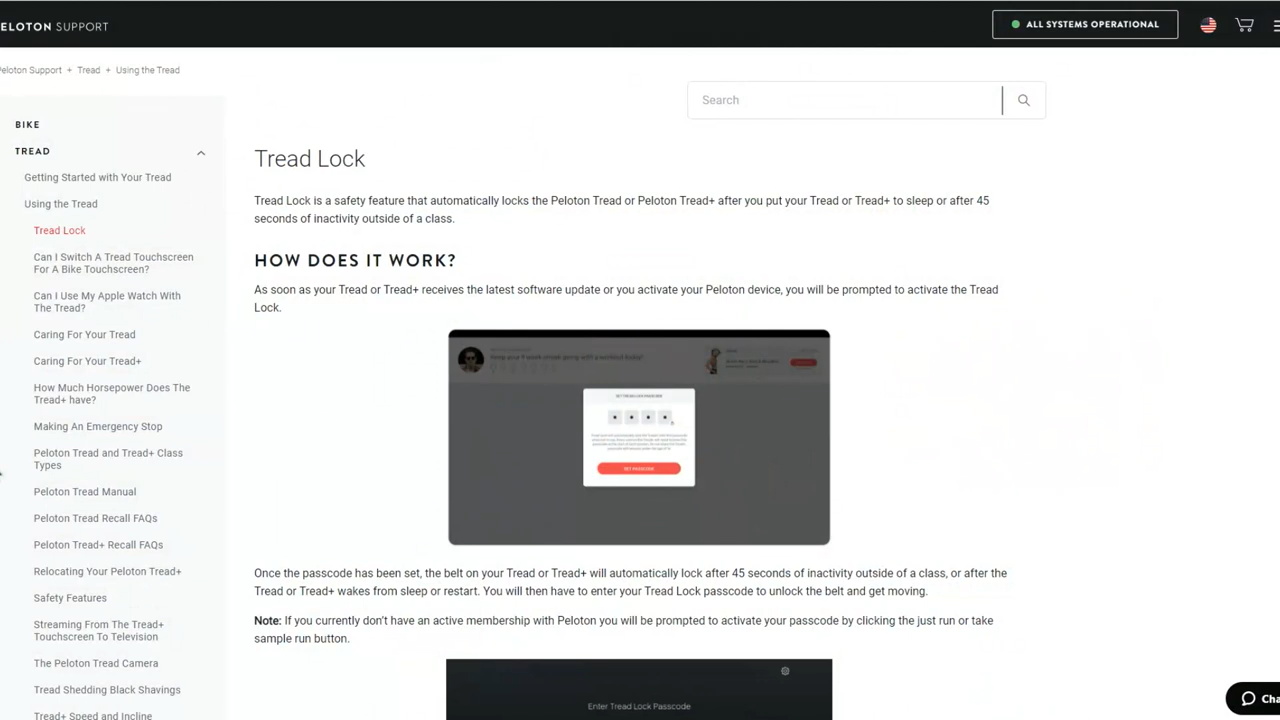 ELOTON SUPPORT
ALL SYSTEMS OPERATIONAL
eloton Support + Tread + Using the Tread
Search
BIKE
TREAD
Getting Started with Your Tread
Using the Tread
Tread Lock
Can I Switch A Tread Touchscreen
For A Bike Touchscreen?
Can I Use My Apple Watch With
The Tread?
Caring For Your Tread
Caring For Your Tread+
How Much Horsepower Does The
Tread+ have?
Making An Emergency Stop
Peloton Tread and Tread+ Class
Types
Peloton Tread Manual
Peloton Tread Recall FAQs
Peloton Tread+ Recall FAQs
Relocating Your Peloton Tread+
Safety Features
Streaming From The Tread+
Touchscreen To Television
The Peloton Tread Camera
Tread Shedding Black Shavings
Tread+ Speed and Incline
Tread Lock
Tread Lock is a safety feature that automatically locks the Peloton Tread or Peloton Tread+ after you put your Tread or Tread+ to sleep or after 45
seconds of inactivity outside of a class.
HOW DOES IT WORK?
As soon as your Tread or Tread+ receives the latest software update or you activate your Peloton device, you will be prompted to activate the Tread
Lock.
SET TREAD LOCK PASSCODE
SET PASSCODE
Once the passcode has been set, the belt on your Tread or Tread+ will automatically lock after 45 seconds of inactivity outside of a class, or after the
Tread or Tread+ wakes from sleep or restart. You will then have to enter your Tread Lock passcode to unlock the belt and get moving.
Note: If you currently don't have an active membership with Peloton you will be prompted to activate your passcode by clicking the just run or take
sample run button.
Enter Tread Lock Passcode
Cha